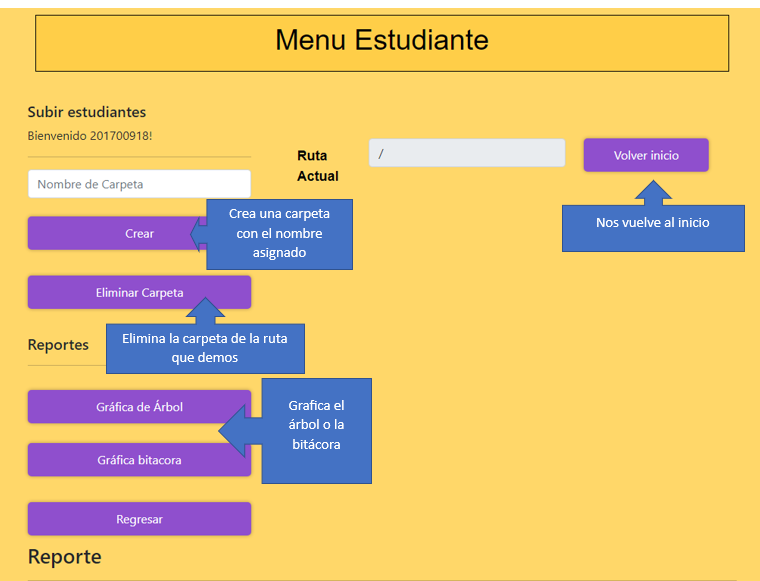 Menu Estudiante
Subir estudiantes
Bienvenido 201700918!
Ruta
Actual
/
Volver inicio
Nombre de Carpeta
Crea una carpeta
con el nombre
asignado
Nos vuelve al inicio
Crear
Eliminar Carpeta
Elimina la carpeta de la ruta
que demos
Reportes
Gráfica de Árbol
Grafica el
árbol o la
bitácora
Gráfica bitacora
Regresar
Reporte